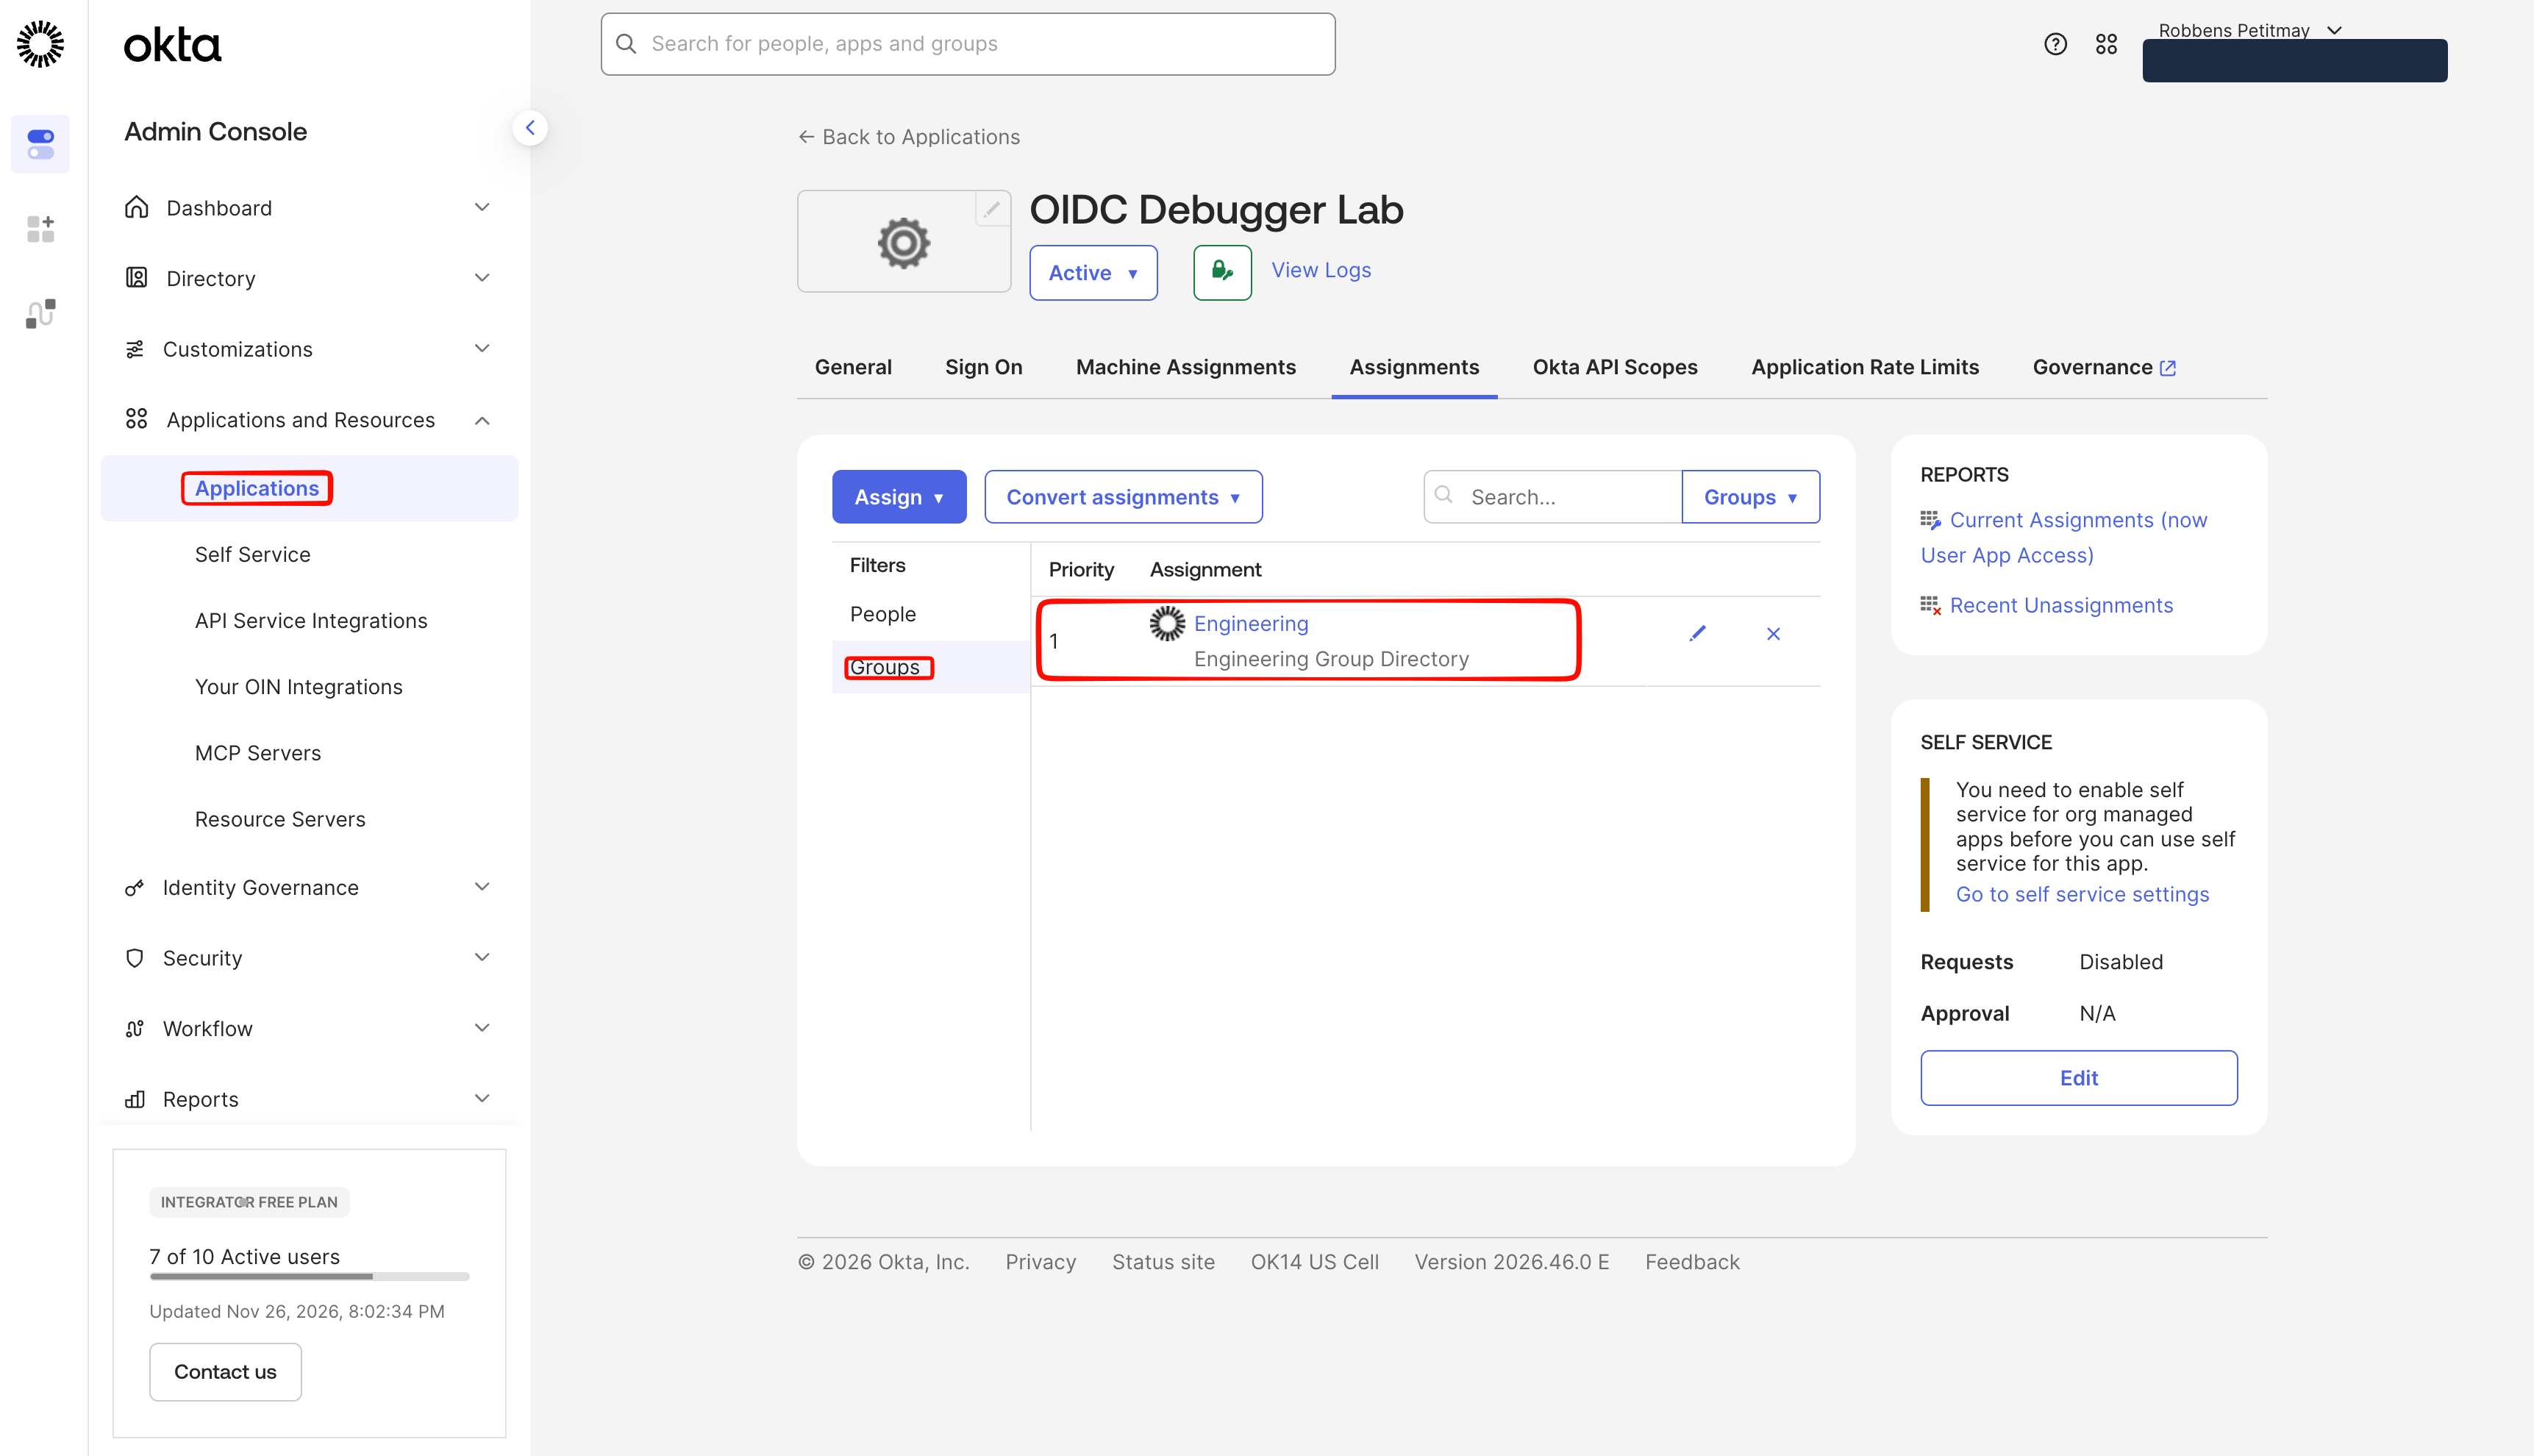 okta
Search for people, apps and groups
Robbens Petitmay
Admin Console
Dashboard
Directory
Customizations
Applications and Resources
Applications
Self Service
API Service Integrations
Your OIN Integrations
MCP Servers
Resource Servers
Identity Governance
Security
Workflow
Reports
INTEGRATOR FREE PLAN
7 of 10 Active users
Updated Nov 26, 2026, 8:02:34 PM
Contact us
← Back to Applications
OIDC Debugger Lab
Active
View Logs
General
Sign On
Machine Assignments
Assignments
Okta API Scopes
Application Rate Limits
Governance
Assign
Convert assignments
Search...
Groups
Filters
People
Groups
Priority
Assignment
1
Engineering
Engineering Group Directory
REPORTS
Current Assignments (now
User App Access)
Recent Unassignments
SELF SERVICE
You need to enable self
service for org managed
apps before you can use self
service for this app.
Go to self service settings
Requests
Disabled
Approval
N/A
Edit
© 2026 Okta, Inc.
Privacy
Status site
OK14 US Cell
Version 2026.46.0 E
Feedback